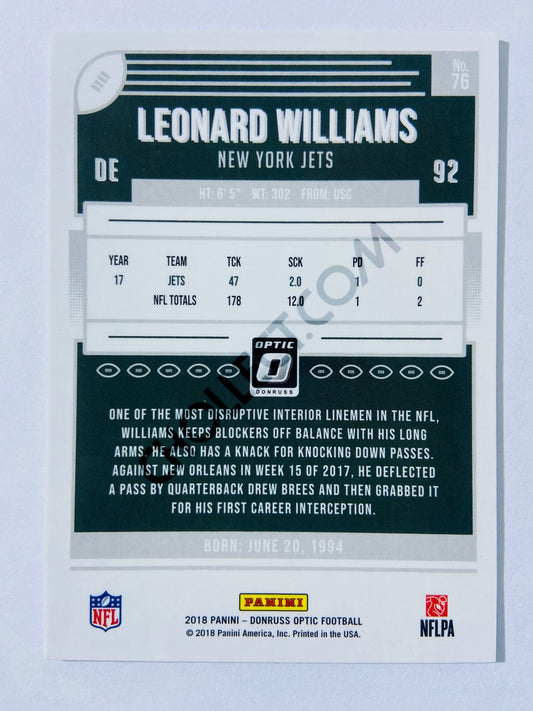 No.
76
LEONARD WILLIAMS
NEW YORK JETS
DE
92
HT: 6' 5" WT: 302 FROM: USC
YEAR TEAM TCK SCK PD FF
17 JETS 47 2.0 1 0
NFL TOTALS 178 12.0 1 2
OPTIC
DONRUSS
ONE OF THE MOST DISRUPTIVE INTERIOR LINEMEN IN THE NFL,
WILLIAMS KEEPS BLOCKERS OFF BALANCE WITH HIS LONG
ARMS. HE ALSO HAS A KNACK FOR KNOCKING DOWN PASSES.
AGAINST NEW ORLEANS IN WEEK 15 OF 2017, HE DEFLECTED
A PASS BY QUARTERBACK DREW BREES AND THEN GRABBED IT
FOR HIS FIRST CAREER INTERCEPTION.
BORN: JUNE 20, 1994
NFL
PANINI
2018 PANINI – DONRUSS OPTIC FOOTBALL
© 2018 Panini America, Inc. Printed in the USA.
NFLPA